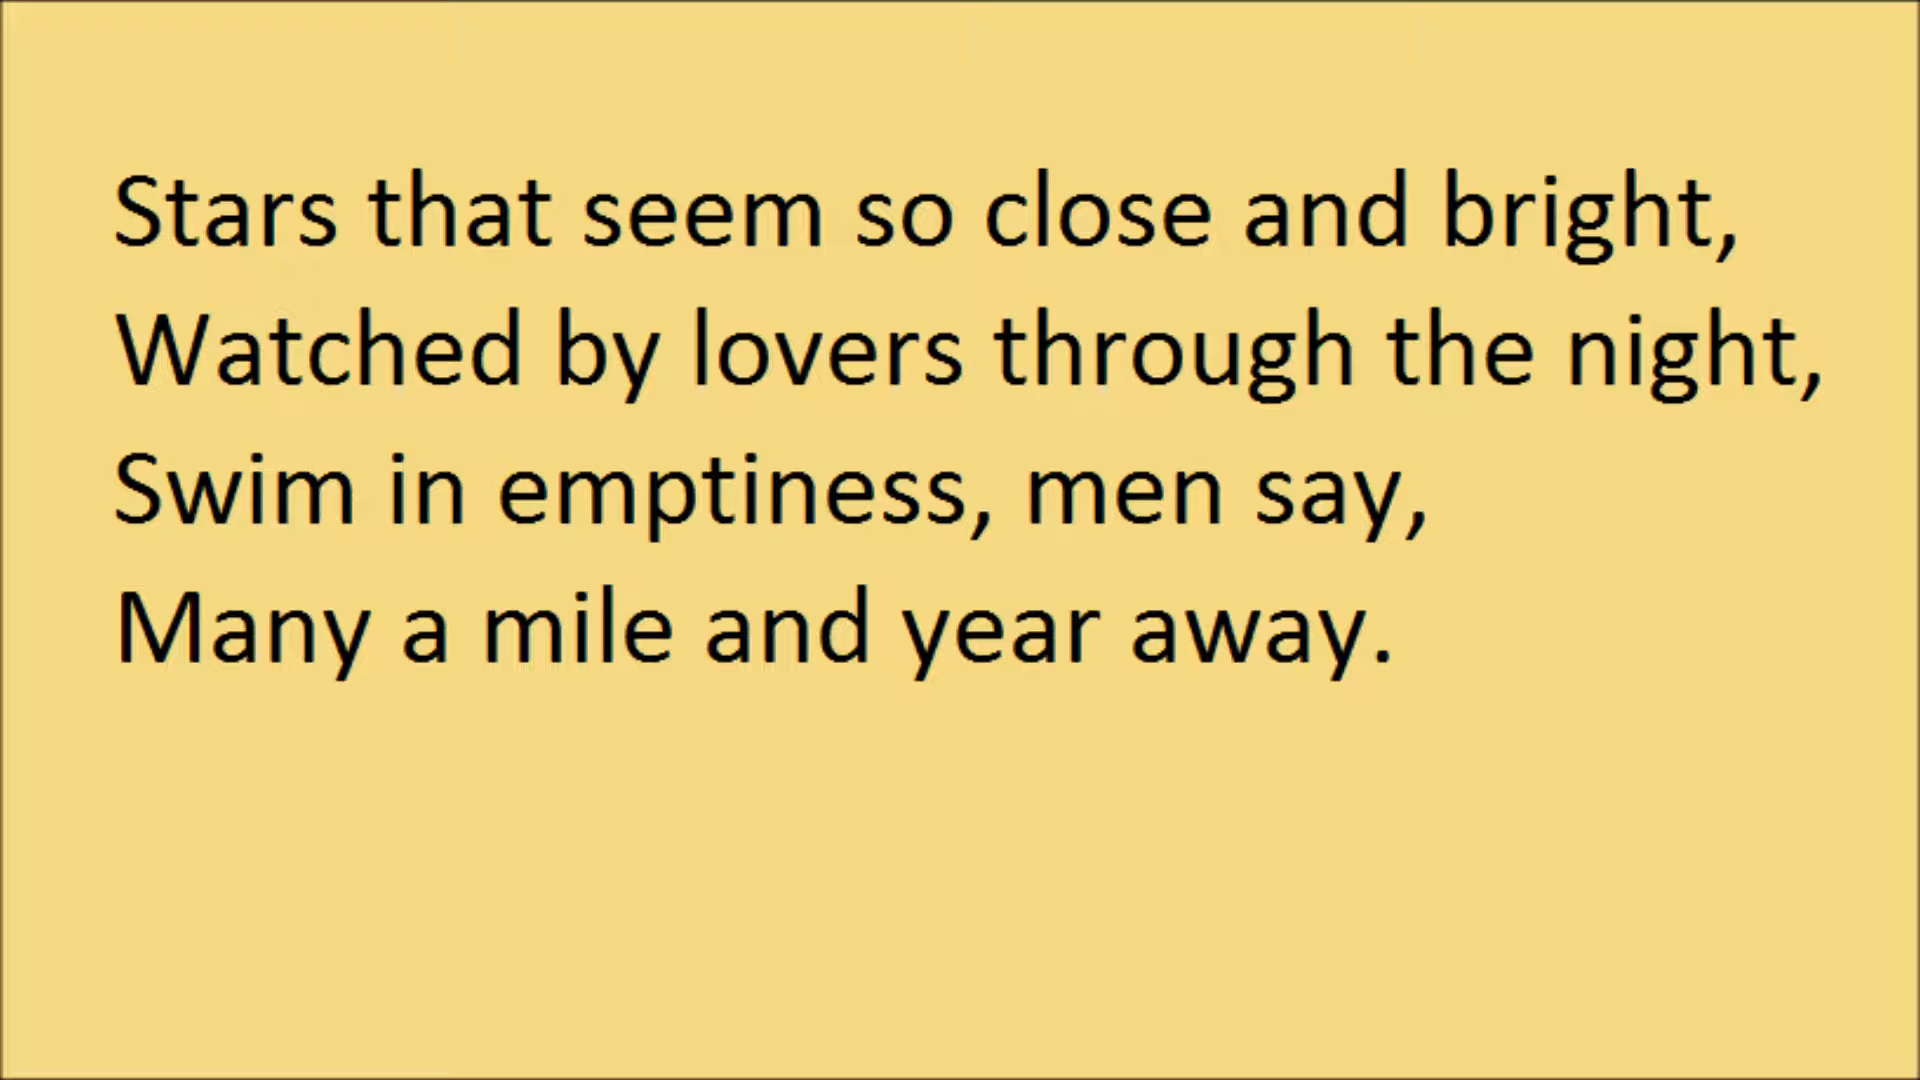 Stars that seem so close and bright,
Watched by lovers through the night,
Swim in emptiness, men say,
Many a mile and year away.